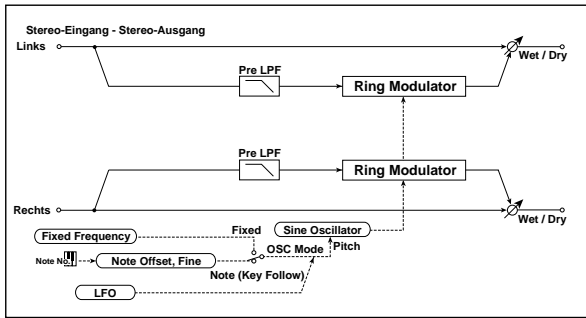 Stereo-Eingang - Stereo-Ausgang
Links
Wet / Dry
Pre LPF
Ring Modulator
Pre LPF
Ring Modulator
Rechts
Wet / Dry
Fixed
Sine Oscillator
Fixed Frequency
OSC Mode
Pitch
Note No.
Note Offset, Fine
Note (Key Follow)
LFO